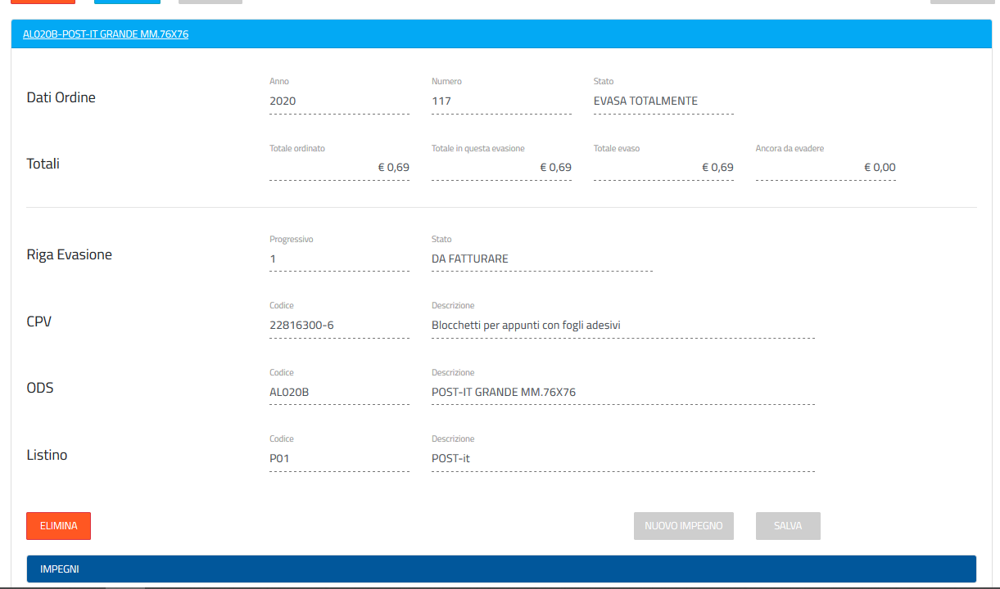 AL020B-POST-IT GRANDE MM.76X76
Dati Ordine
Anno
2020
Numero
117
Stato
EVASA TOTALMENTE
Totali
Totale ordinato
€ 0,69
Totale in questa evasione
€ 0,69
Totale evaso
€ 0,69
Ancora da evadere
€ 0,00
Riga Evasione
Progressivo
1
Stato
DA FATTURARE
CPV
Codice
22816300-6
Descrizione
Blocchetti per appunti con fogli adesivi
ODS
Codice
AL020B
Descrizione
POST-IT GRANDE MM.76X76
Listino
Codice
P01
Descrizione
POST-it
ELIMINA
NUOVO IMPEGNO
SALVA
IMPEGNI